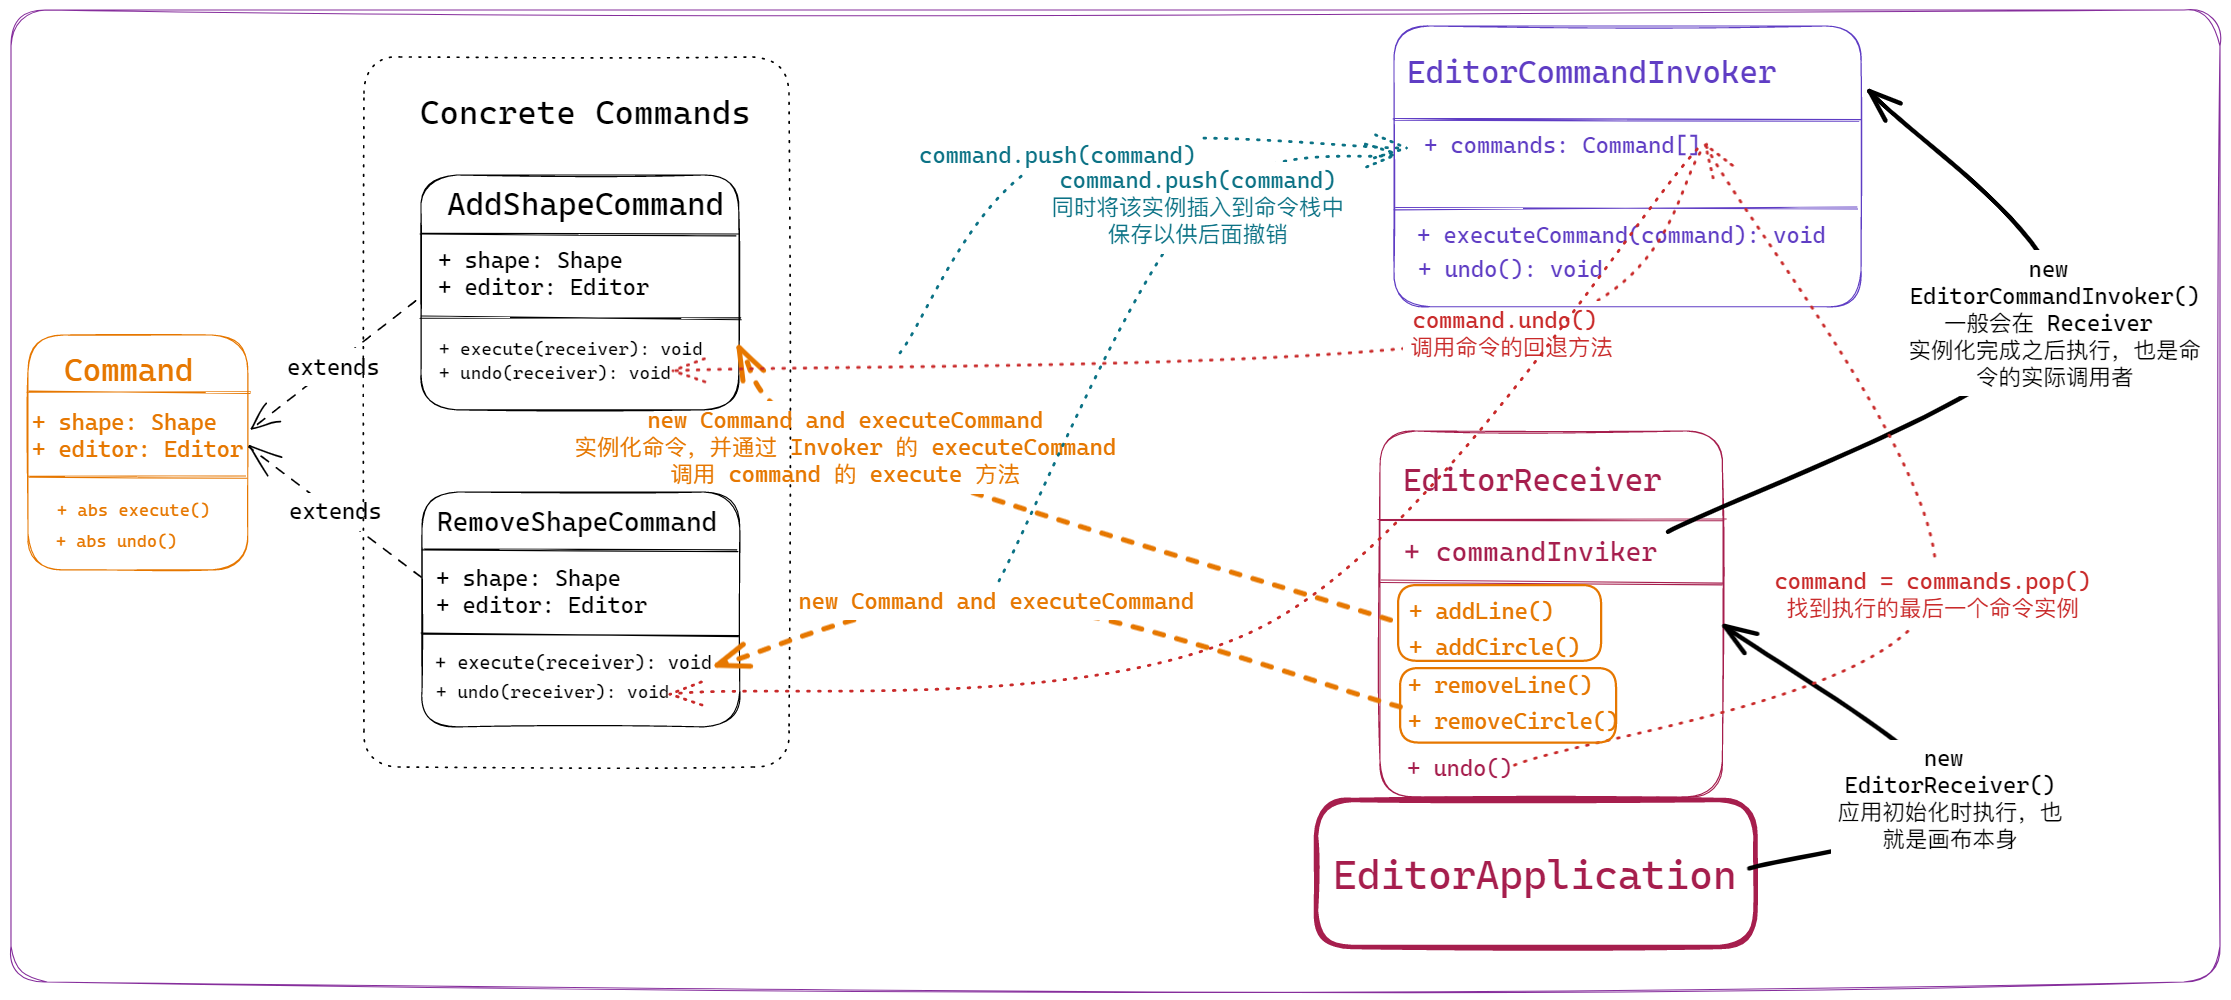 Concrete Commands
AddShapeCommand
+ shape: Shape
+ editor: Editor
+ execute(receiver): void
+ undo(receiver): void
extends
Command
+ shape: Shape
+ editor: Editor
+ abs execute()
+ abs undo()
extends
RemoveShapeCommand
+ shape: Shape
+ editor: Editor
+ execute(receiver): void
+ undo(receiver): void
new Command and executeCommand
实例化命令，并通过 Invoker 的 executeCommand
调用 command 的 execute 方法
new Command and executeCommand
command.push(command)
command.push(command)
同时将该实例插入到命令栈中
保存以供后面撤销
EditorCommandInvoker
+ commands: Command[]
+ executeCommand(command): void
+ undo(): void
command.undo()
调用命令的回退方法
new
EditorCommandInvoker()
一般会在 Receiver
实例化完成之后执行，也是命
令的实际调用者
EditorReceiver
+ commandInviker
+ addLine()
+ addCircle()
+ removeLine()
+ removeCircle()
+ undo()
command = commands.pop()
找到执行的最后一个命令实例
new
EditorReceiver()
应用初始化时执行，也
就是画布本身
EditorApplication